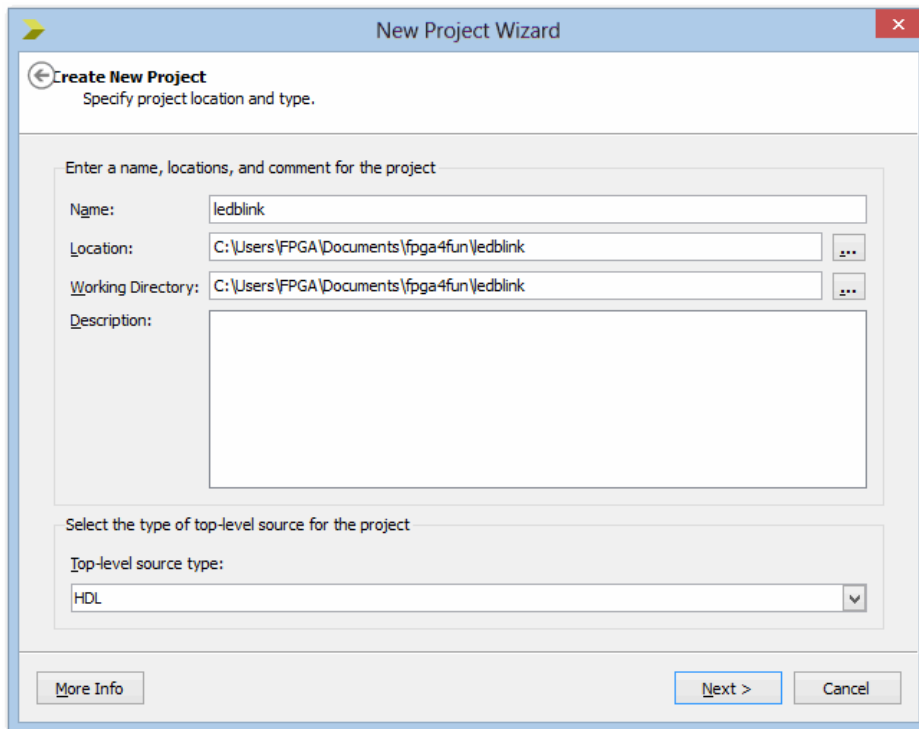 New Project Wizard
Create New Project
Specify project location and type.
Enter a name, locations, and comment for the project
Name: ledblink
Location: C:\Users\FPGA\Documents\fpga4fun\ledblink ...
Working Directory: C:\Users\FPGA\Documents\fpga4fun\ledblink ...
Description:
Select the type of top-level source for the project
Top-level source type:
HDL
More Info Next > Cancel